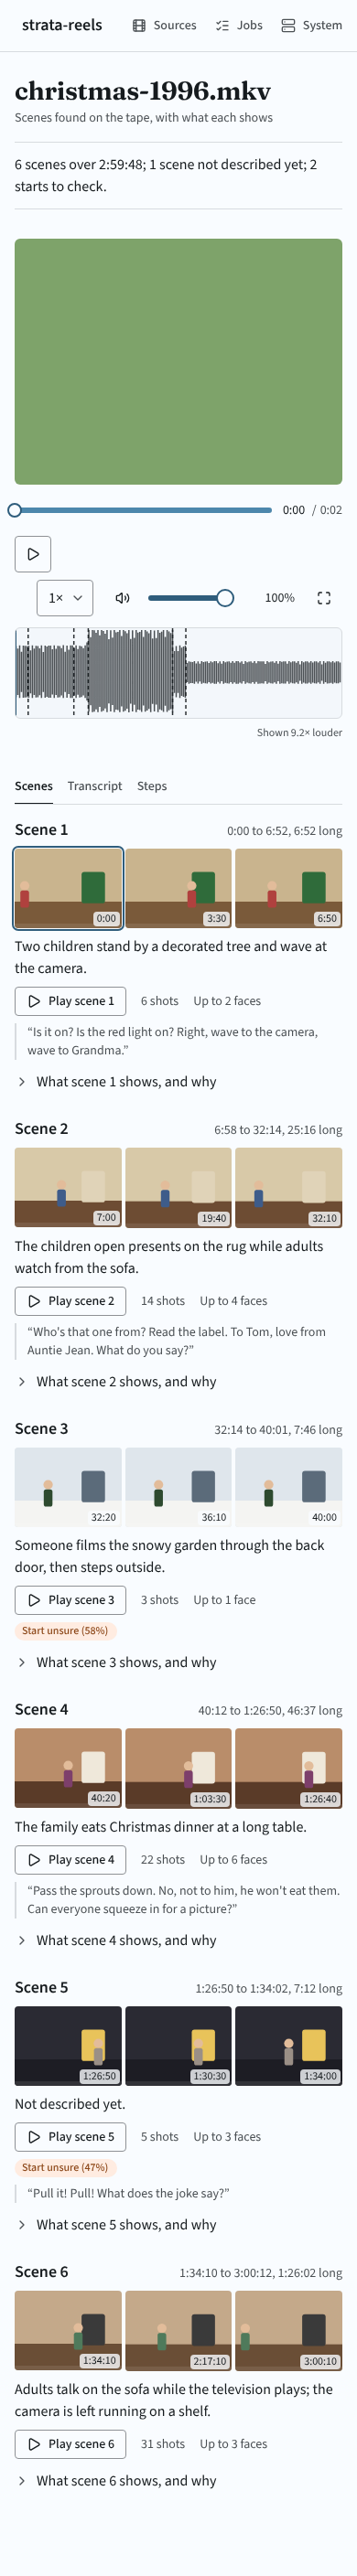 strata-reels Sources Jobs System
christmas-1996.mkv
Scenes found on the tape, with what each shows
6 scenes over 2:59:48; 1 scene not described yet; 2
starts to check.
0:00 / 0:02
1× 100%
Shown 9.2× louder
Scenes Transcript Steps
Scene 1 0:00 to 6:52, 6:52 long
0:00 3:30 6:50
Two children stand by a decorated tree and wave at
the camera.
Play scene 1 6 shots Up to 2 faces
“Is it on? Is the red light on? Right, wave to the camera,
wave to Grandma.”
What scene 1 shows, and why
Scene 2 6:58 to 32:14, 25:16 long
7:00 19:40 32:10
The children open presents on the rug while adults
watch from the sofa.
Play scene 2 14 shots Up to 4 faces
“Who's that one from? Read the label. To Tom, love from
Auntie Jean. What do you say?”
What scene 2 shows, and why
Scene 3 32:14 to 40:01, 7:46 long
32:20 36:10 40:00
Someone films the snowy garden through the back
door, then steps outside.
Play scene 3 3 shots Up to 1 face
Start unsure (58%)
What scene 3 shows, and why
Scene 4 40:12 to 1:26:50, 46:37 long
40:20 1:03:30 1:26:40
The family eats Christmas dinner at a long table.
Play scene 4 22 shots Up to 6 faces
“Pass the sprouts down. No, not to him, he won't eat them.
Can everyone squeeze in for a picture?”
What scene 4 shows, and why
Scene 5 1:26:50 to 1:34:02, 7:12 long
1:26:50 1:30:30 1:34:00
Not described yet.
Play scene 5 5 shots Up to 3 faces
Start unsure (47%)
“Pull it! Pull! What does the joke say?”
What scene 5 shows, and why
Scene 6 1:34:10 to 3:00:12, 1:26:02 long
1:34:10 2:17:10 3:00:10
Adults talk on the sofa while the television plays; the
camera is left running on a shelf.
Play scene 6 31 shots Up to 3 faces
What scene 6 shows, and why